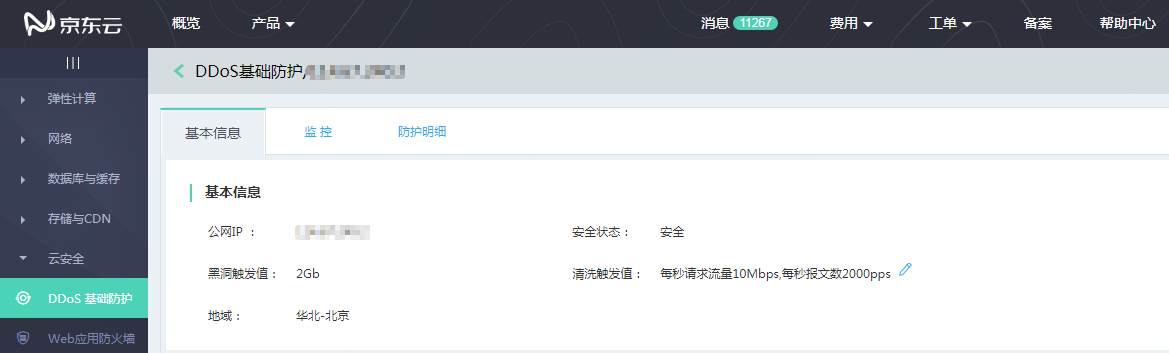 京东云 概览 产品 消息 11267 费用 工单 备案 帮助中心
DDoS基础防护/
弹性计算
网络
数据库与缓存
存储与CDN
云安全
DDoS 基础防护
Web应用防火墙
基本信息 监 控 防护明细
基本信息
公网IP ： 安全状态： 安全
黑洞触发值： 2Gb 清洗触发值： 每秒请求流量10Mbps,每秒报文数2000pps
地域： 华北-北京